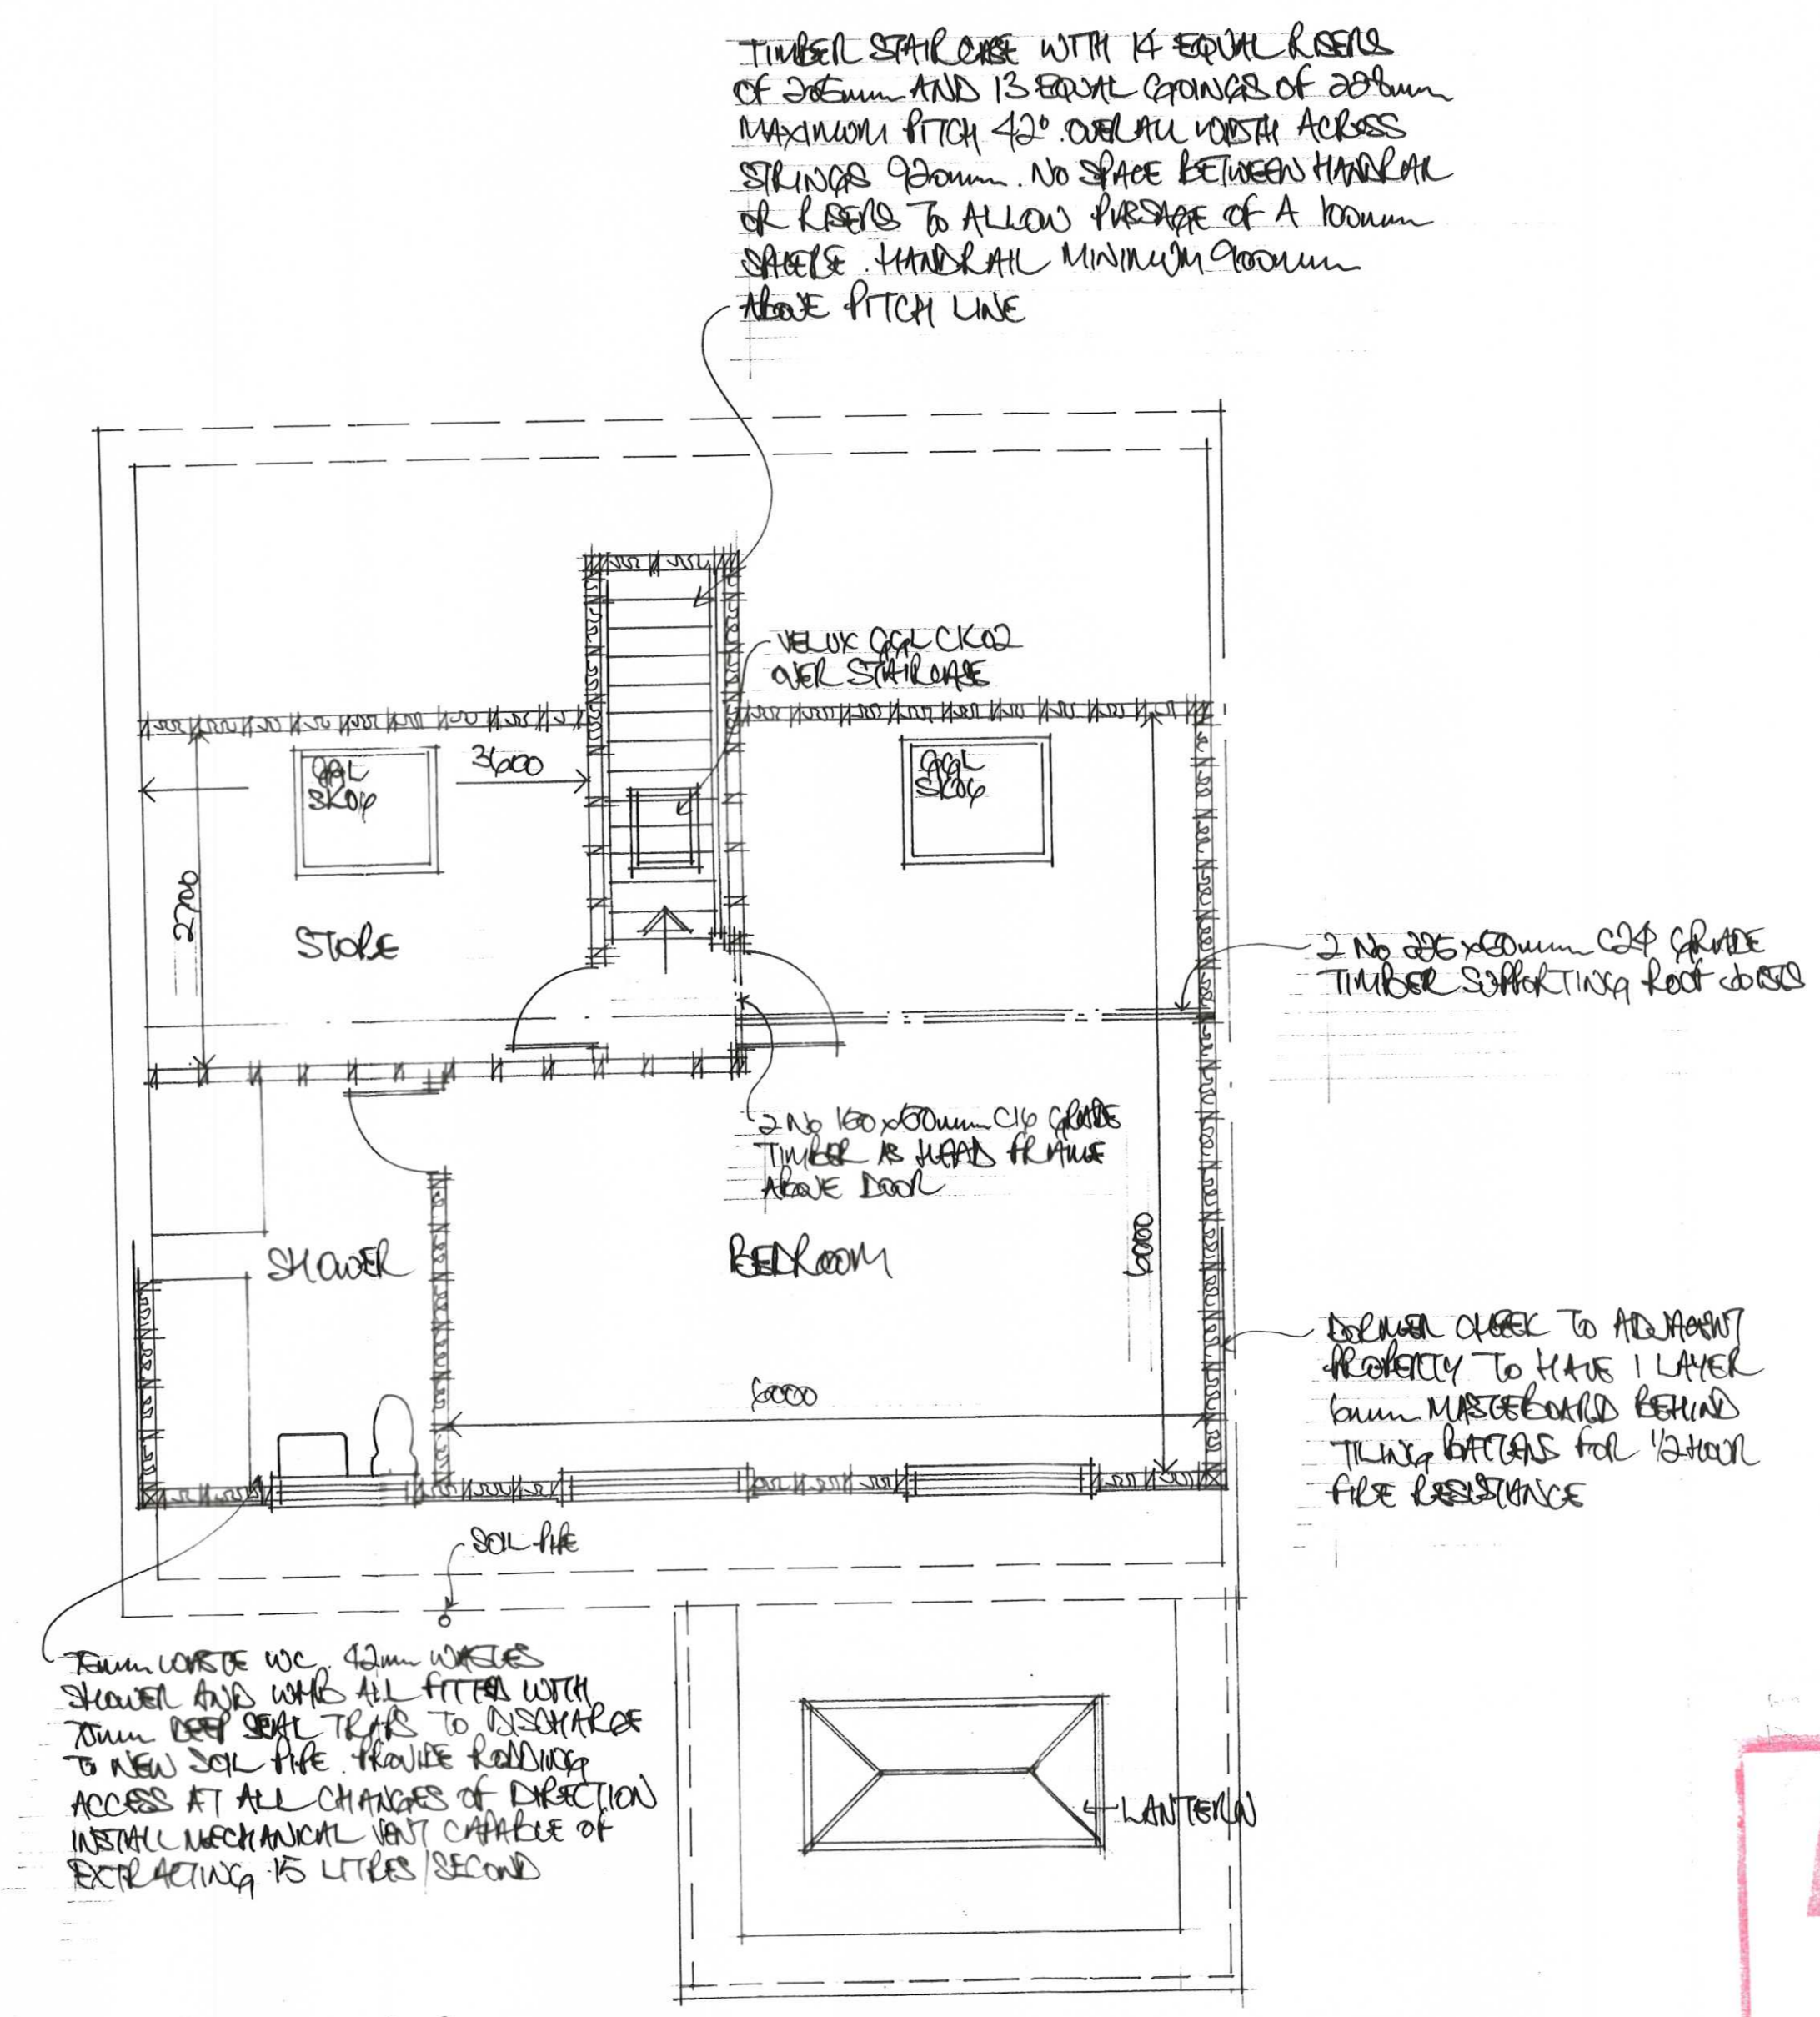 TIMBER STAIRCASE WITH 14 EQUAL RISERS
OF 205mm AND 13 EQUAL GOINGS OF 228mm
MAXIMUM PITCH 42° OVERALL WIDTH ACROSS
STRINGS 920mm. NO SPACE BETWEEN HANDRAIL
OR RISERS TO ALLOW PASSAGE OF A 100mm
SPHERE. HANDRAIL MINIMUM 900mm
ABOVE PITCH LINE
VELUX GGL CK02
OVER STAIRCASE
GGL
SK06
3600
GGL
SK06
2700
STORE
2 No 225x50mm C24 GRADE
TIMBER SUPPORTING ROOF JOISTS
2 No 150x50mm C16 GRADE
TIMBER AS HEAD FRAME
ABOVE DOOR
SHOWER
BEDROOM
6000
DORMER CHEEK TO ADJACENT
PROPERTY TO HAVE 1 LAYER
6mm MASTERBOARD BEHIND
TILING BATTENS FOR 1/2 HOUR
FIRE RESISTANCE
6000
SOIL PIPE
75mm WASTE WC. 42mm WASTES
SHOWER AND WHB ALL FITTED WITH
75mm DEEP SEAL TRAPS TO DISCHARGE
TO NEW SOIL PIPE. PROVIDE RODDING
ACCESS AT ALL CHANGES OF DIRECTION
INSTALL MECHANICAL VENT CAPABLE OF
EXTRACTING 15 LITRES/SECOND
LANTERN